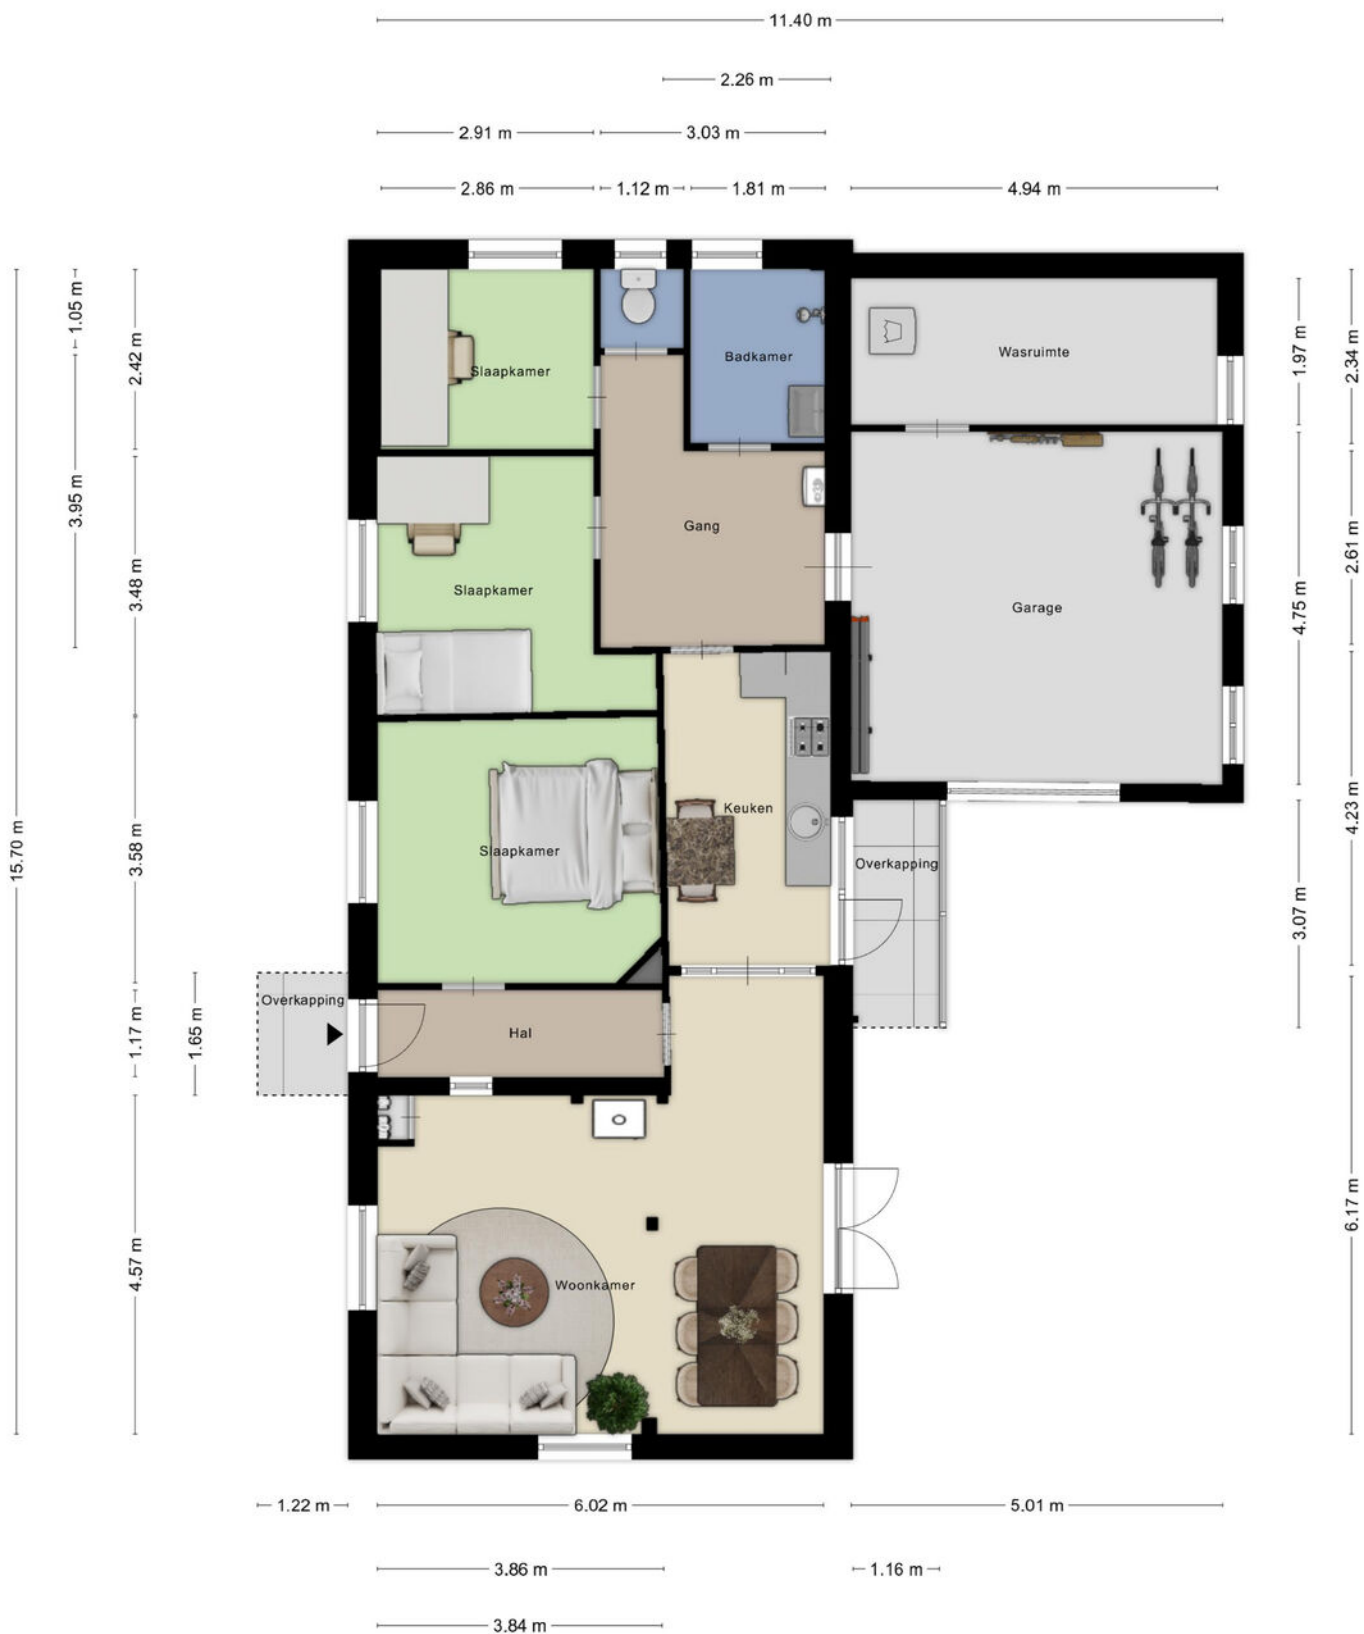 11.40 m
2.26 m
2.91 m
3.03 m
2.86 m
1.12 m
1.81 m
4.94 m
15.70 m
1.05 m
3.95 m
2.42 m
3.48 m
3.58 m
1.17 m
1.65 m
4.57 m
Slaapkamer
Badkamer
Wasruimte
Gang
Slaapkamer
Garage
Keuken
Slaapkamer
Overkapping
Overkapping
Hal
Woonkamer
1.97 m
4.75 m
3.07 m
2.34 m
2.61 m
4.23 m
6.17 m
1.22 m
6.02 m
5.01 m
3.86 m
1.16 m
3.84 m